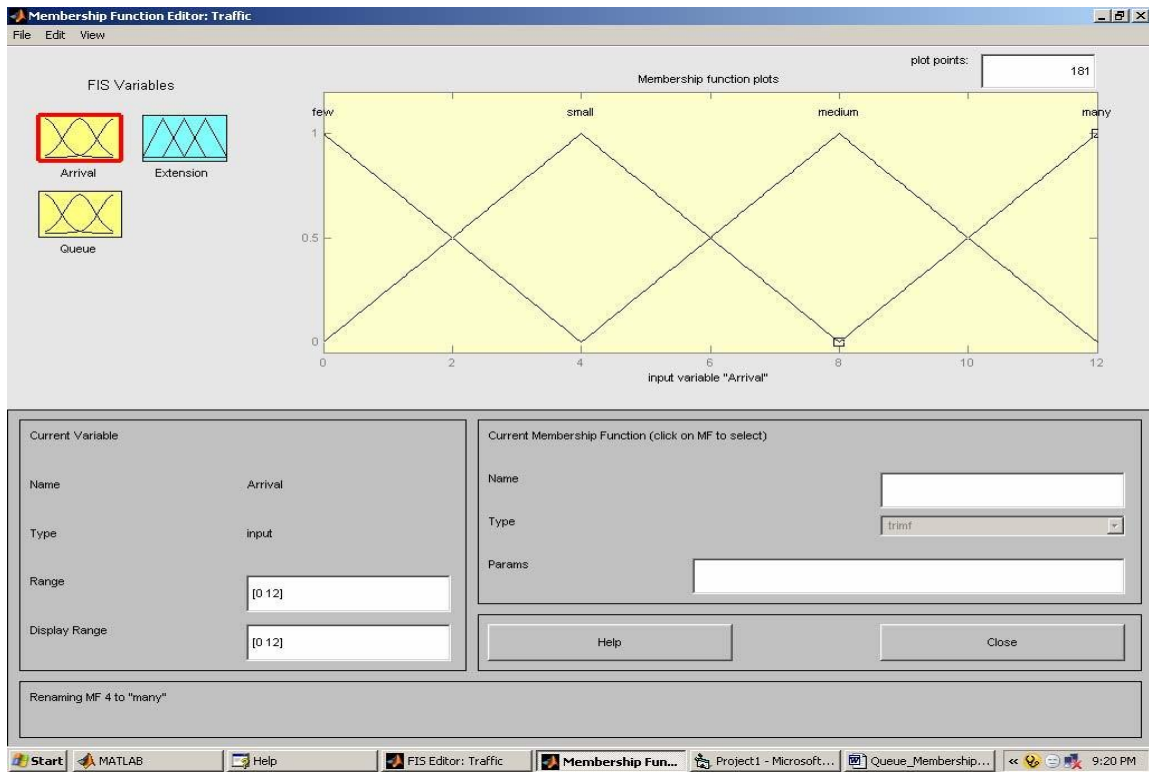 Membership Function Editor: Traffic
File Edit View
FIS Variables
Arrival
Extension
Queue
plot points:
181
Membership function plots
few small medium many
1
0.5
0
0 2 4 6 8 10 12
input variable "Arrival"
Current Variable
Name Arrival
Type input
Range [0 12]
Display Range [0 12]
Current Membership Function (click on MF to select)
Name
Type trimf
Params
Help Close
Renaming MF 4 to "many"
Start MATLAB Help FIS Editor: Traffic Membership Fun... Project1 - Microsoft... Queue_Membership... « 9:20 PM